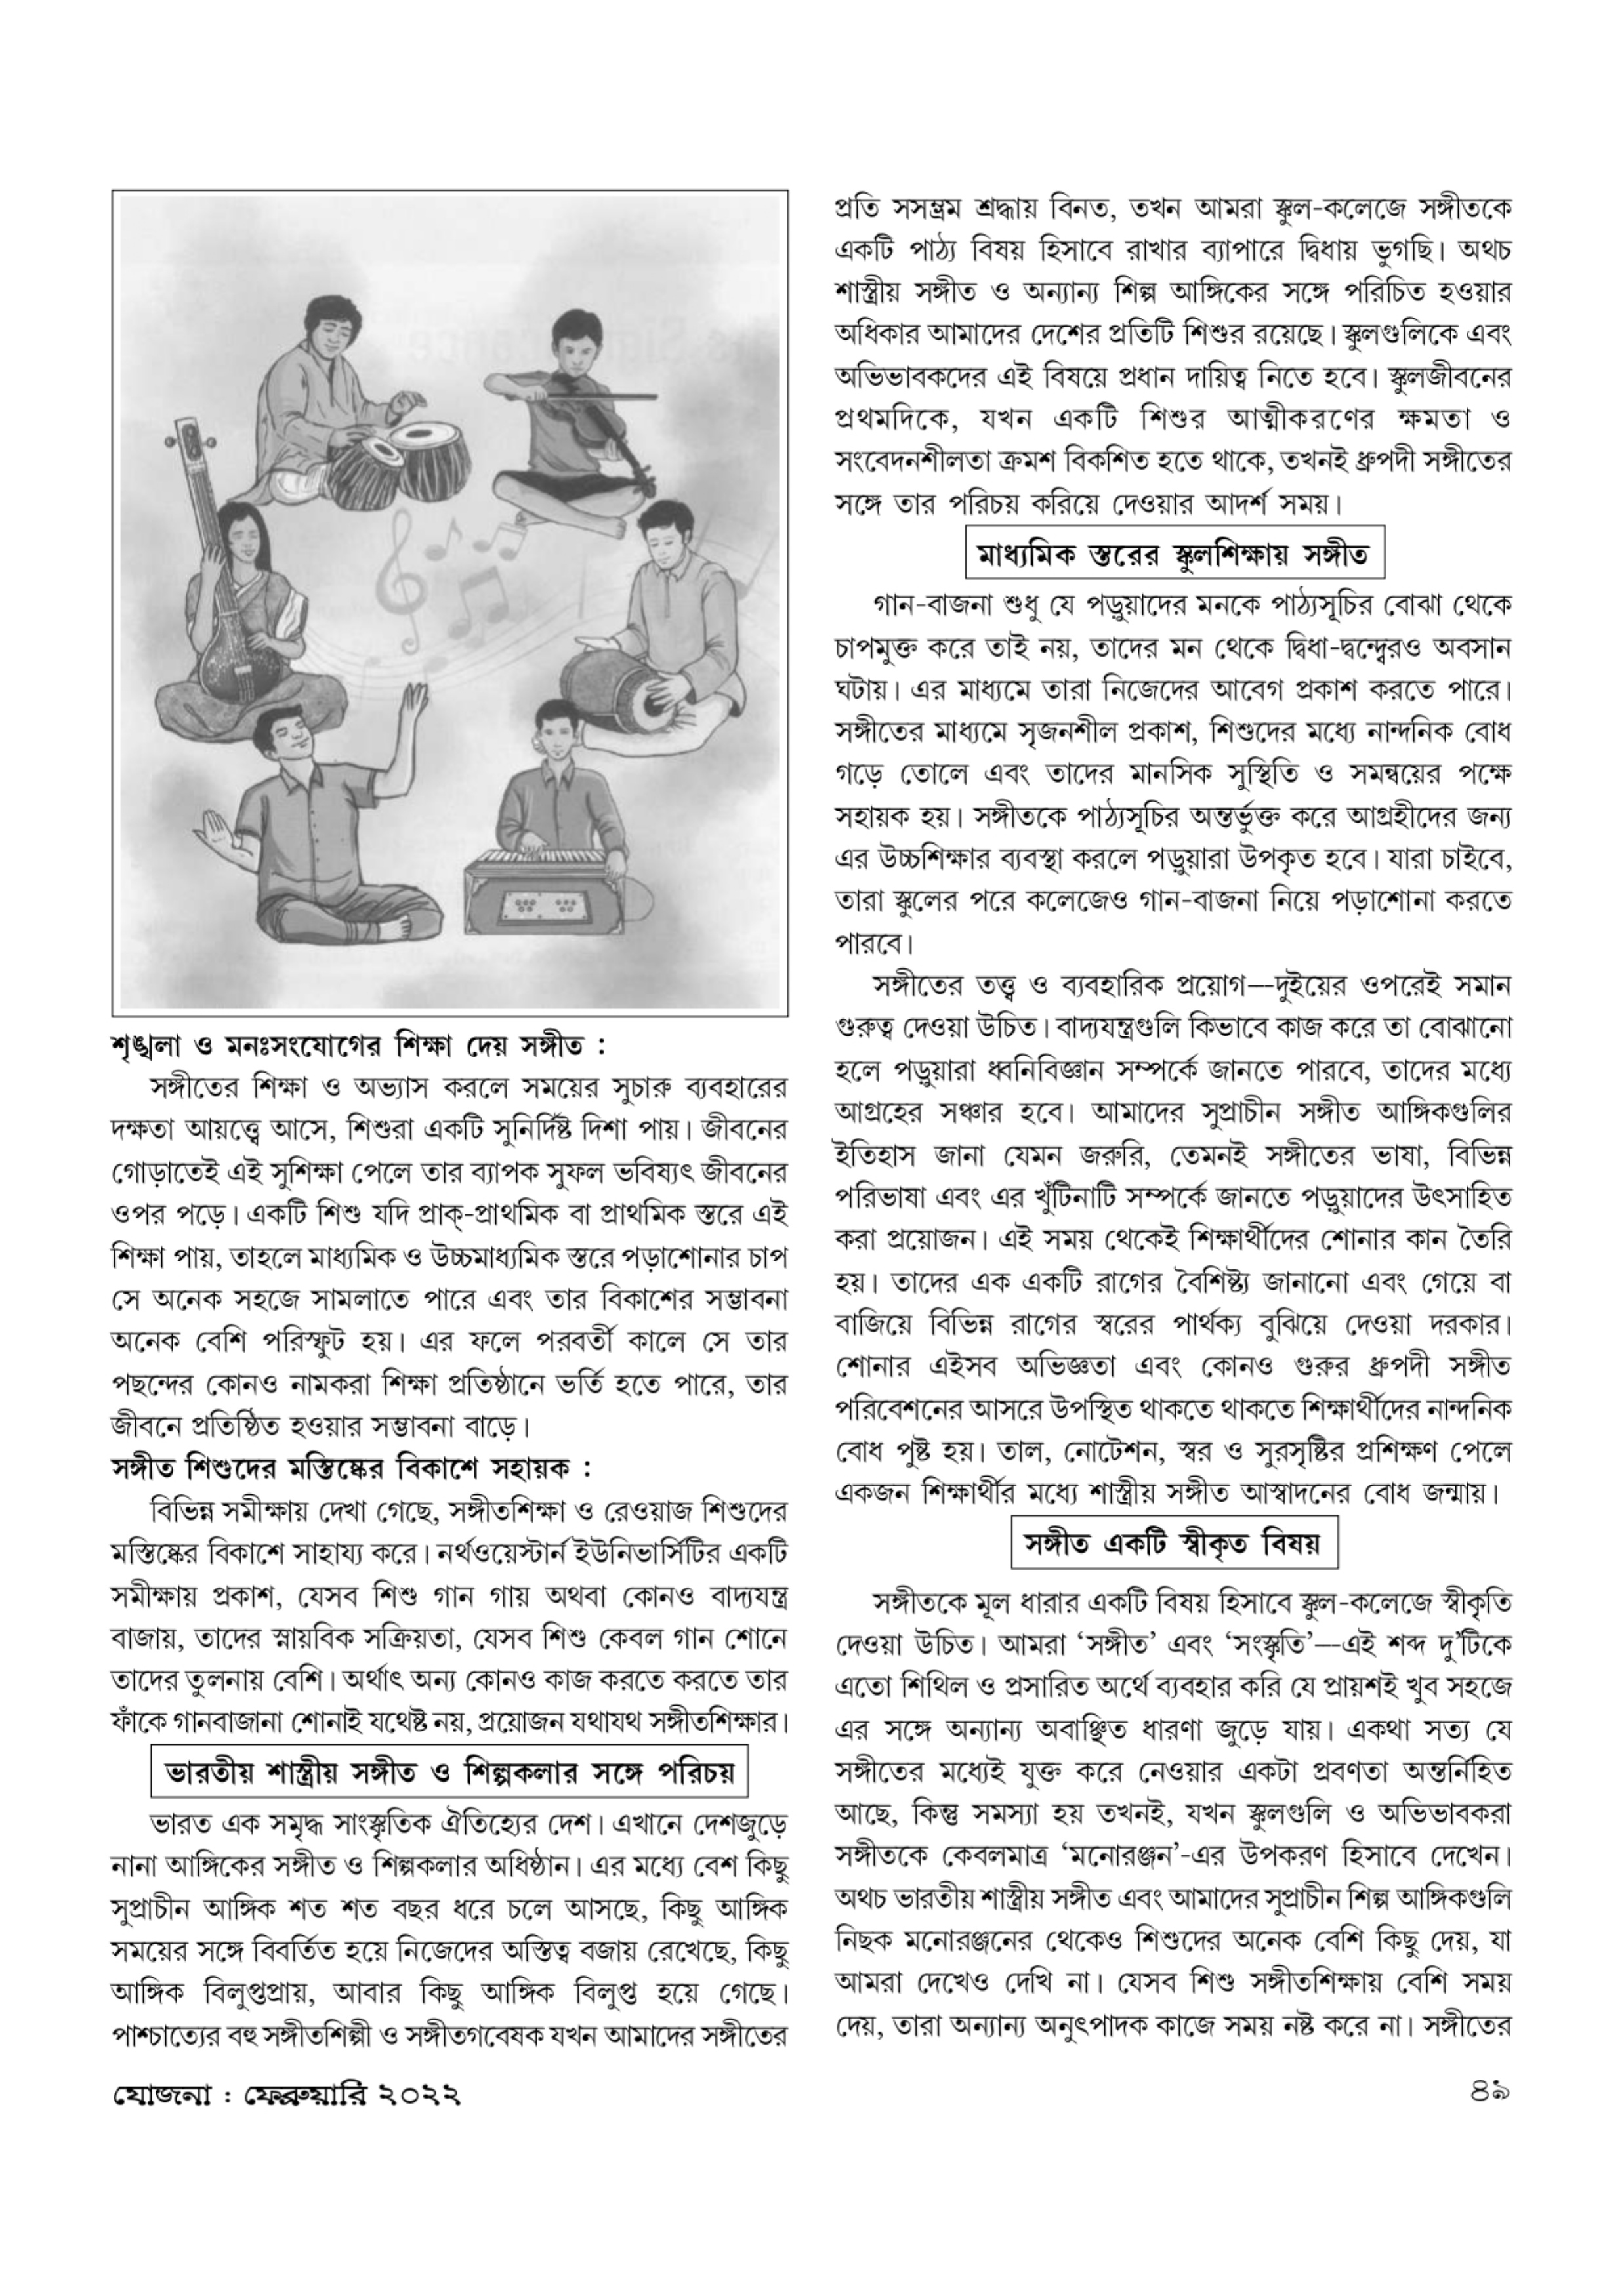 শৃঙ্খলা ও মনঃসংযোগের শিক্ষা দেয় সঙ্গীত :
সঙ্গীতের শিক্ষা ও অভ্যাস করলে সময়ের সুচারু ব্যবহারের
দক্ষতা আয়ত্ত্বে আসে, শিশুরা একটি সুনির্দিষ্ট দিশা পায়। জীবনের
গোড়াতেই এই সুশিক্ষা পেলে তার ব্যাপক সুফল ভবিষ্যৎ জীবনের
ওপর পড়ে। একটি শিশু যদি প্রাক্-প্রাথমিক বা প্রাথমিক স্তরে এই
শিক্ষা পায়, তাহলে মাধ্যমিক ও উচ্চমাধ্যমিক স্তরে পড়াশোনার চাপ
সে অনেক সহজে সামলাতে পারে এবং তার বিকাশের সম্ভাবনা
অনেক বেশি পরিস্ফুট হয়। এর ফলে পরবর্তী কালে সে তার
পছন্দের কোনও নামকরা শিক্ষা প্রতিষ্ঠানে ভর্তি হতে পারে, তার
জীবনে প্রতিষ্ঠিত হওয়ার সম্ভাবনা বাড়ে।
সঙ্গীত শিশুদের মস্তিষ্কের বিকাশে সহায়ক :
বিভিন্ন সমীক্ষায় দেখা গেছে, সঙ্গীতশিক্ষা ও রেওয়াজ শিশুদের
মস্তিষ্কের বিকাশে সাহায্য করে। নর্থওয়েস্টার্ন ইউনিভার্সিটির একটি
সমীক্ষায় প্রকাশ, যেসব শিশু গান গায় অথবা কোনও বাদ্যযন্ত্র
বাজায়, তাদের স্নায়বিক সক্রিয়তা, যেসব শিশু কেবল গান শোনে
তাদের তুলনায় বেশি। অর্থাৎ অন্য কোনও কাজ করতে করতে তার
ফাঁকে গানবাজানা শোনাই যথেষ্ট নয়, প্রয়োজন যথাযথ সঙ্গীতশিক্ষার।
ভারতীয় শাস্ত্রীয় সঙ্গীত ও শিল্পকলার সঙ্গে পরিচয়
ভারত এক সমৃদ্ধ সাংস্কৃতিক ঐতিহ্যের দেশ। এখানে দেশজুড়ে
নানা আঙ্গিকের সঙ্গীত ও শিল্পকলার অধিষ্ঠান। এর মধ্যে বেশ কিছু
সুপ্রাচীন আঙ্গিক শত শত বছর ধরে চলে আসছে, কিছু আঙ্গিক
সময়ের সঙ্গে বিবর্তিত হয়ে নিজেদের অস্তিত্ব বজায় রেখেছে, কিছু
আঙ্গিক বিলুপ্তপ্রায়, আবার কিছু আঙ্গিক বিলুপ্ত হয়ে গেছে।
পাশ্চাত্যের বহু সঙ্গীতশিল্পী ও সঙ্গীতগবেষক যখন আমাদের সঙ্গীতের
প্রতি সসম্ভ্রম শ্রদ্ধায় বিনত, তখন আমরা স্কুল-কলেজে সঙ্গীতকে
একটি পাঠ্য বিষয় হিসাবে রাখার ব্যাপারে দ্বিধায় ভুগছি। অথচ
শাস্ত্রীয় সঙ্গীত ও অন্যান্য শিল্প আঙ্গিকের সঙ্গে পরিচিত হওয়ার
অধিকার আমাদের দেশের প্রতিটি শিশুর রয়েছে। স্কুলগুলিকে এবং
অভিভাবকদের এই বিষয়ে প্রধান দায়িত্ব নিতে হবে। স্কুলজীবনের
প্রথমদিকে, যখন একটি শিশুর আত্মীকরণের ক্ষমতা ও
সংবেদনশীলতা ক্রমশ বিকশিত হতে থাকে, তখনই ধ্রুপদী সঙ্গীতের
সঙ্গে তার পরিচয় করিয়ে দেওয়ার আদর্শ সময়।
মাধ্যমিক স্তরের স্কুলশিক্ষায় সঙ্গীত
গান-বাজনা শুধু যে পড়ুয়াদের মনকে পাঠ্যসূচির বোঝা থেকে
চাপমুক্ত করে তাই নয়, তাদের মন থেকে দ্বিধা-দ্বন্দ্বেরও অবসান
ঘটায়। এর মাধ্যমে তারা নিজেদের আবেগ প্রকাশ করতে পারে।
সঙ্গীতের মাধ্যমে সৃজনশীল প্রকাশ, শিশুদের মধ্যে নান্দনিক বোধ
গড়ে তোলে এবং তাদের মানসিক সুস্থিতি ও সমন্বয়ের পক্ষে
সহায়ক হয়। সঙ্গীতকে পাঠ্যসূচির অন্তর্ভুক্ত করে আগ্রহীদের জন্য
এর উচ্চশিক্ষার ব্যবস্থা করলে পড়ুয়ারা উপকৃত হবে। যারা চাইবে,
তারা স্কুলের পরে কলেজেও গান-বাজনা নিয়ে পড়াশোনা করতে
পারবে।
সঙ্গীতের তত্ত্ব ও ব্যবহারিক প্রয়োগ—-দুইয়ের ওপরেই সমান
গুরুত্ব দেওয়া উচিত। বাদ্যযন্ত্রগুলি কিভাবে কাজ করে তা বোঝানো
হলে পড়ুয়ারা ধ্বনিবিজ্ঞান সম্পর্কে জানতে পারবে, তাদের মধ্যে
আগ্রহের সঞ্চার হবে। আমাদের সুপ্রাচীন সঙ্গীত আঙ্গিকগুলির
ইতিহাস জানা যেমন জরুরি, তেমনই সঙ্গীতের ভাষা, বিভিন্ন
পরিভাষা এবং এর খুঁটিনাটি সম্পর্কে জানতে পড়ুয়াদের উৎসাহিত
করা প্রয়োজন। এই সময় থেকেই শিক্ষার্থীদের শোনার কান তৈরি
হয়। তাদের এক একটি রাগের বৈশিষ্ট্য জানানো এবং গেয়ে বা
বাজিয়ে বিভিন্ন রাগের স্বরের পার্থক্য বুঝিয়ে দেওয়া দরকার।
শোনার এইসব অভিজ্ঞতা এবং কোনও গুরুর ধ্রুপদী সঙ্গীত
পরিবেশনের আসরে উপস্থিত থাকতে থাকতে শিক্ষার্থীদের নান্দনিক
বোধ পুষ্ট হয়। তাল, নোটেশন, স্বর ও সুরসৃষ্টির প্রশিক্ষণ পেলে
একজন শিক্ষার্থীর মধ্যে শাস্ত্রীয় সঙ্গীত আস্বাদনের বোধ জন্মায়।
সঙ্গীত একটি স্বীকৃত বিষয়
সঙ্গীতকে মূল ধারার একটি বিষয় হিসাবে স্কুল-কলেজে স্বীকৃতি
দেওয়া উচিত। আমরা ‘সঙ্গীত’ এবং ‘সংস্কৃতি’—-এই শব্দ দু’টিকে
এতো শিথিল ও প্রসারিত অর্থে ব্যবহার করি যে প্রায়শই খুব সহজে
এর সঙ্গে অন্যান্য অবাঞ্ছিত ধারণা জুড়ে যায়। একথা সত্য যে
সঙ্গীতের মধ্যেই যুক্ত করে নেওয়ার একটা প্রবণতা অন্তর্নিহিত
আছে, কিন্তু সমস্যা হয় তখনই, যখন স্কুলগুলি ও অভিভাবকরা
সঙ্গীতকে কেবলমাত্র ‘মনোরঞ্জন’-এর উপকরণ হিসাবে দেখেন।
অথচ ভারতীয় শাস্ত্রীয় সঙ্গীত এবং আমাদের সুপ্রাচীন শিল্প আঙ্গিকগুলি
নিছক মনোরঞ্জনের থেকেও শিশুদের অনেক বেশি কিছু দেয়, যা
আমরা দেখেও দেখি না। যেসব শিশু সঙ্গীতশিক্ষায় বেশি সময়
দেয়, তারা অন্যান্য অনুৎপাদক কাজে সময় নষ্ট করে না। সঙ্গীতের
যোজনা : ফেব্রুয়ারি ২০২২
৪৯